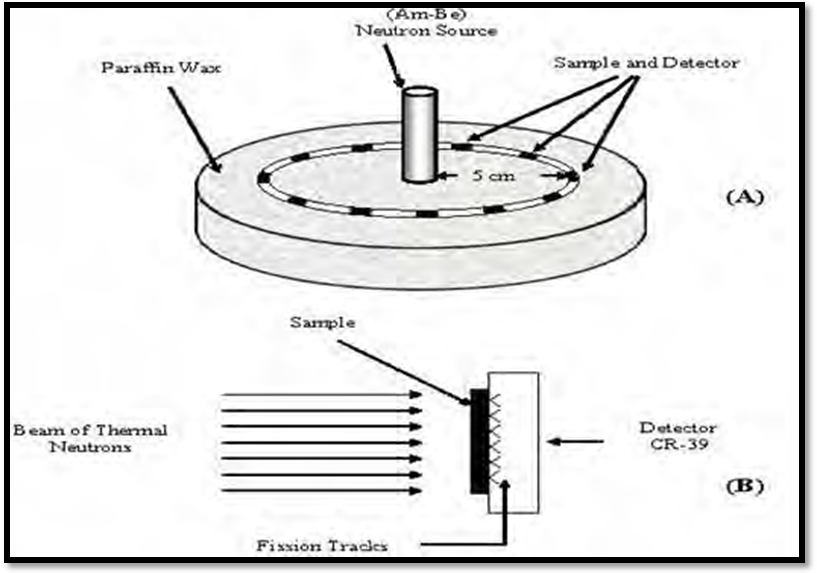 (Am-Be)
Neutron Source
Paraffin Wax
Sample and Detector
5 cm
(A)
Sample
Beam of Thermal
Neutrons
Detector
CR-39
(B)
Fission Tracks